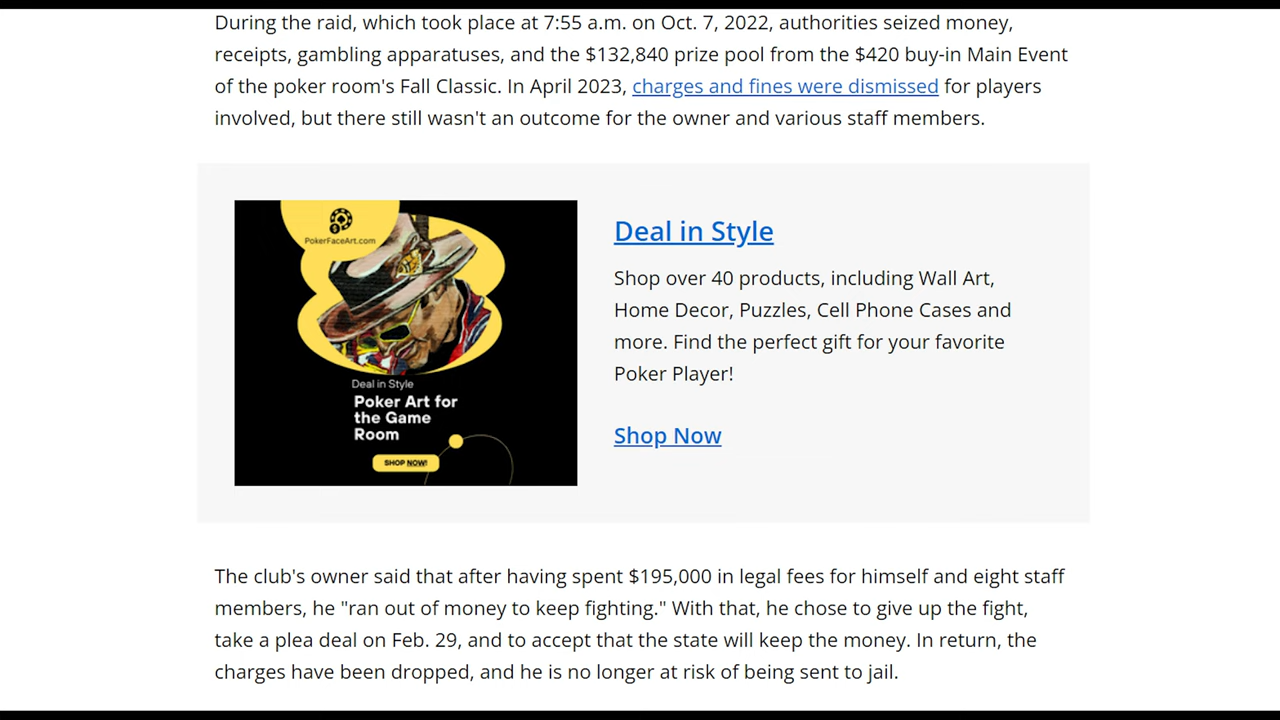 During the raid, which took place at 7:55 a.m. on Oct. 7, 2022, authorities seized money,
receipts, gambling apparatuses, and the $132,840 prize pool from the $420 buy-in Main Event
of the poker room's Fall Classic. In April 2023, charges and fines were dismissed for players
involved, but there still wasn't an outcome for the owner and various staff members.
PokerFaceArt.com
Deal in Style
Poker Art for
the Game
Room
SHOP NOW!
Deal in Style
Shop over 40 products, including Wall Art,
Home Decor, Puzzles, Cell Phone Cases and
more. Find the perfect gift for your favorite
Poker Player!
Shop Now
The club's owner said that after having spent $195,000 in legal fees for himself and eight staff
members, he "ran out of money to keep fighting." With that, he chose to give up the fight,
take a plea deal on Feb. 29, and to accept that the state will keep the money. In return, the
charges have been dropped, and he is no longer at risk of being sent to jail.